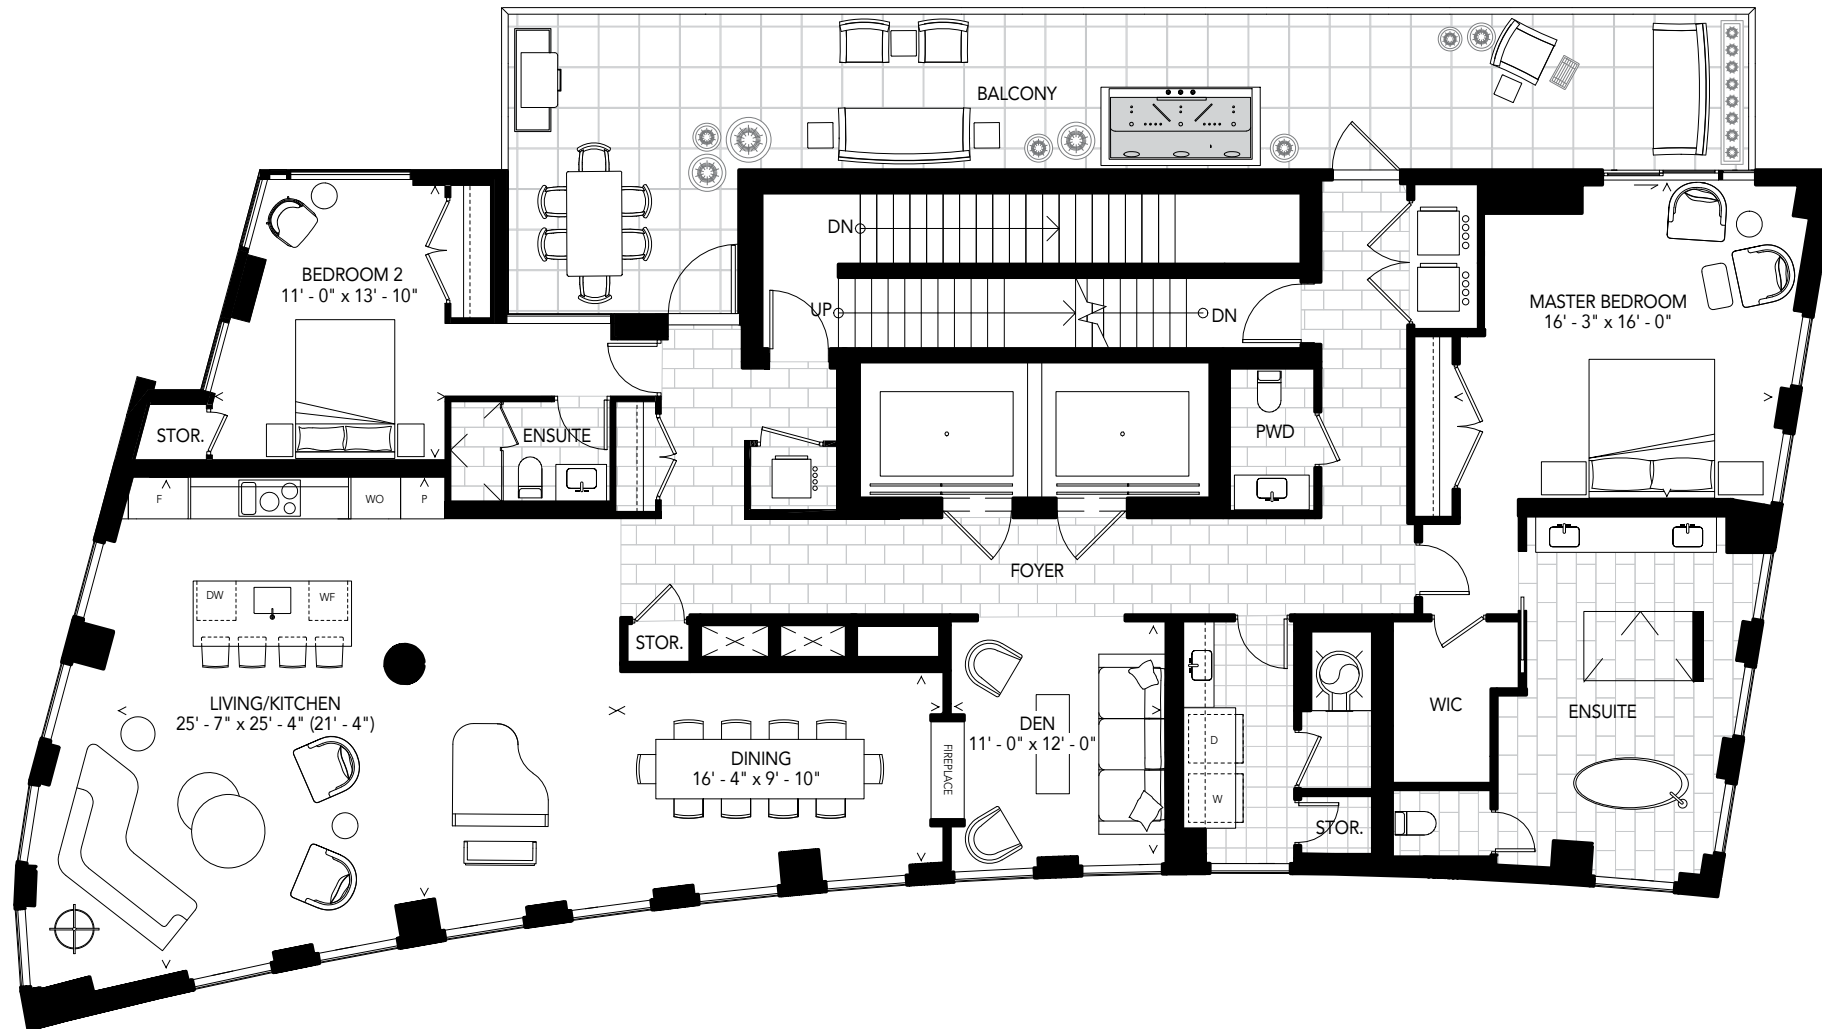 BALCONY
DN
UP
DN
BEDROOM 2
11' - 0" x 13' - 10"
MASTER BEDROOM
16' - 3" x 16' - 0"
STOR.
ENSUITE
PWD
F
WO
P
FOYER
DW
WF
STOR.
LIVING/KITCHEN
25' - 7" x 25' - 4" (21' - 4")
DINING
16' - 4" x 9' - 10"
FIREPLACE
DEN
11' - 0" x 12' - 0"
D
W
STOR.
WIC
ENSUITE